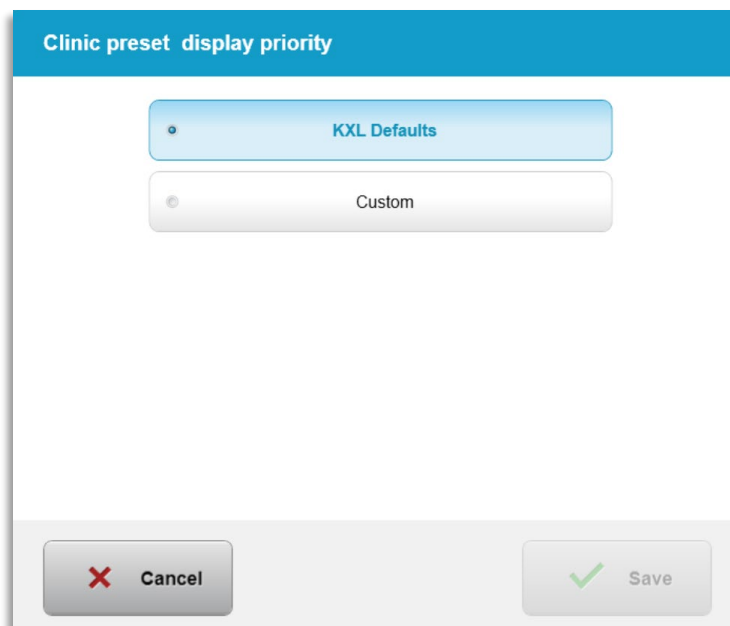 Clinic preset display priority
KXL Defaults
Custom
Cancel
Save